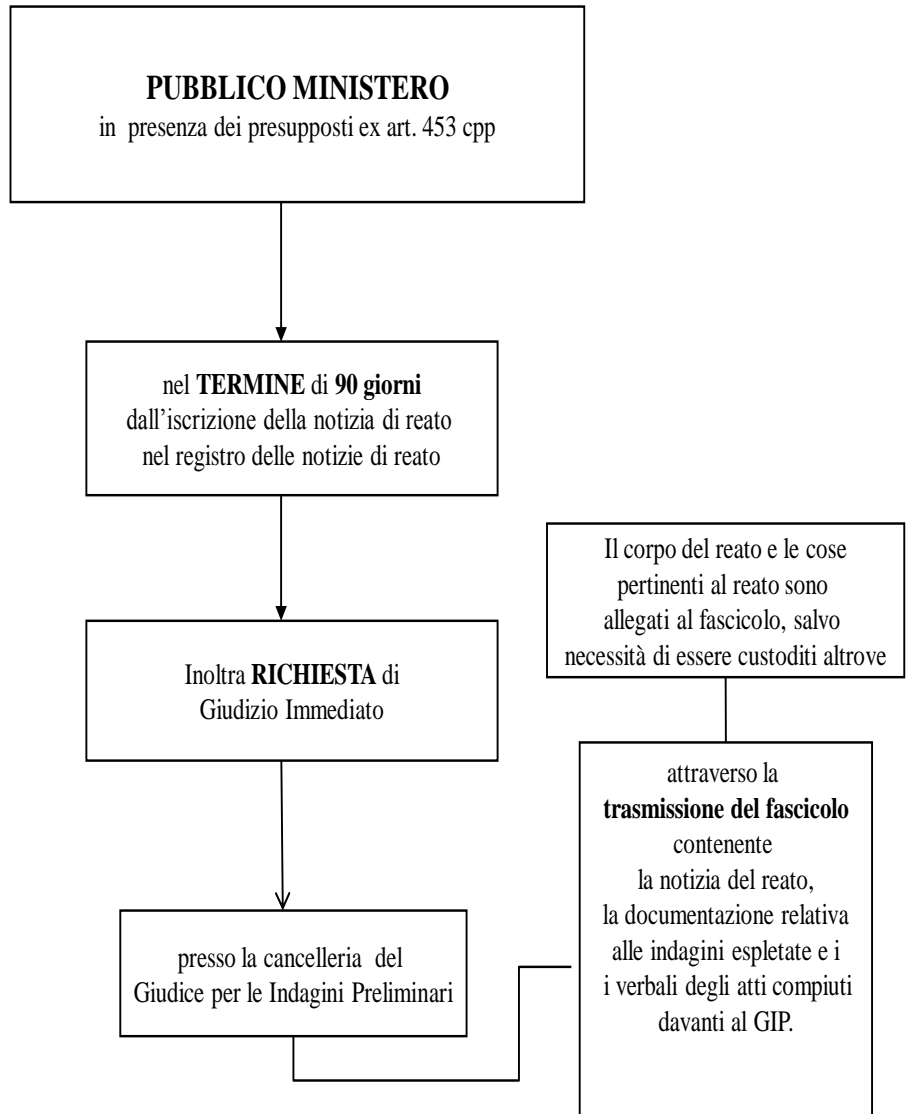 PUBBLICO MINISTERO
in presenza dei presupposti ex art. 453 cpp
nel TERMINE di 90 giorni
dall'iscrizione della notizia di reato
nel registro delle notizie di reato
Inoltra RICHIESTA di
Giudizio Immediato
presso la cancelleria del
Giudice per le Indagini Preliminari
Il corpo del reato e le cose
pertinenti al reato sono
allegati al fascicolo, salvo
necessità di essere custoditi altrove
attraverso la
trasmissione del fascicolo
contenente
la notizia del reato,
la documentazione relativa
alle indagini espletate e i
i verbali degli atti compiuti
davanti al GIP.